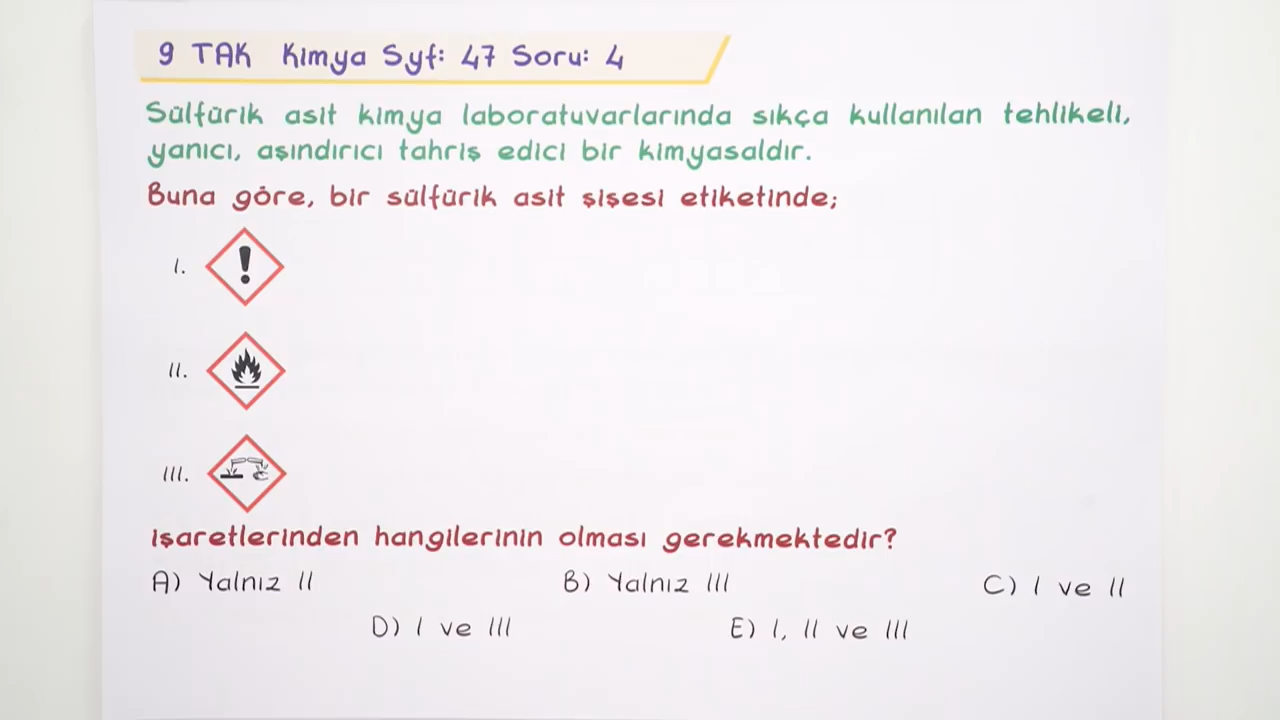 9 TAK Kimya Syf: 47 Soru: 4
Sülfürik asit kimya laboratuvarlarında sıkça kullanılan tehlikeli,
yanıcı, aşındırıcı tahriş edici bir kimyasaldır.
Buna göre, bir sülfürik asit şişesi etiketinde;
I.
II.
III.
işaretlerinden hangilerinin olması gerekmektedir?
A) Yalnız II B) Yalnız III C) I ve II
D) I ve III E) I, II ve III